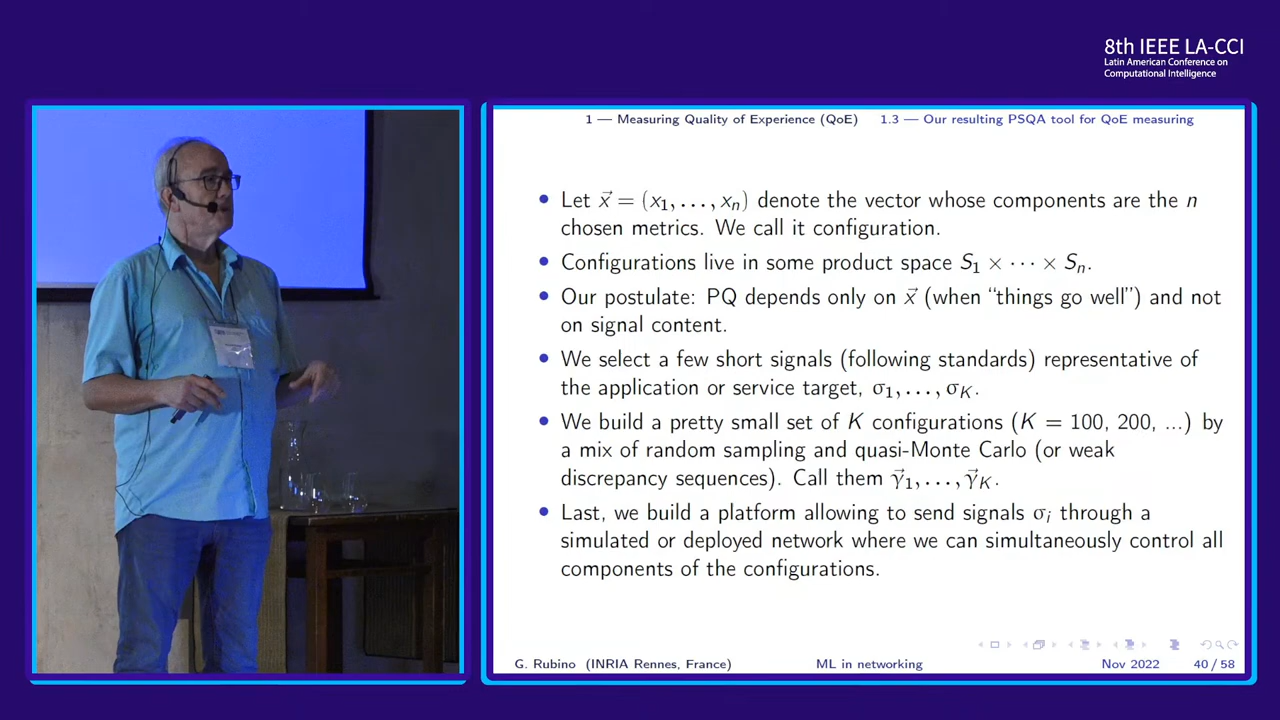 8th IEEE LA-CCI
Latin American Conference on
Computational Intelligence
1 — Measuring Quality of Experience (QoE) 1.3 — Our resulting PSQA tool for QoE measuring
• Let x⃗ = (x₁, . . . , xₙ) denote the vector whose components are the n
chosen metrics. We call it configuration.
• Configurations live in some product space S₁ × · · · × Sₙ.
• Our postulate: PQ depends only on x⃗ (when “things go well”) and not
on signal content.
• We select a few short signals (following standards) representative of
the application or service target, σ₁, . . . , σ_K.
• We build a pretty small set of K configurations (K = 100, 200, ...) by
a mix of random sampling and quasi-Monte Carlo (or weak
discrepancy sequences). Call them γ⃗₁, . . . , γ⃗_K.
• Last, we build a platform allowing to send signals σᵢ through a
simulated or deployed network where we can simultaneously control all
components of the configurations.
G. Rubino (INRIA Rennes, France) ML in networking Nov 2022 40 / 58